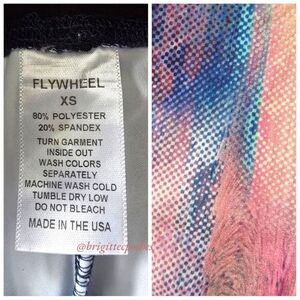 FLYWHEEL
XS
80% POLYESTER
20% SPANDEX
TURN GARMENT
INSIDE OUT
WASH COLORS
SEPARATELY
MACHINE WASH COLD
TUMBLE DRY LOW
DO NOT BLEACH
MADE IN THE USA